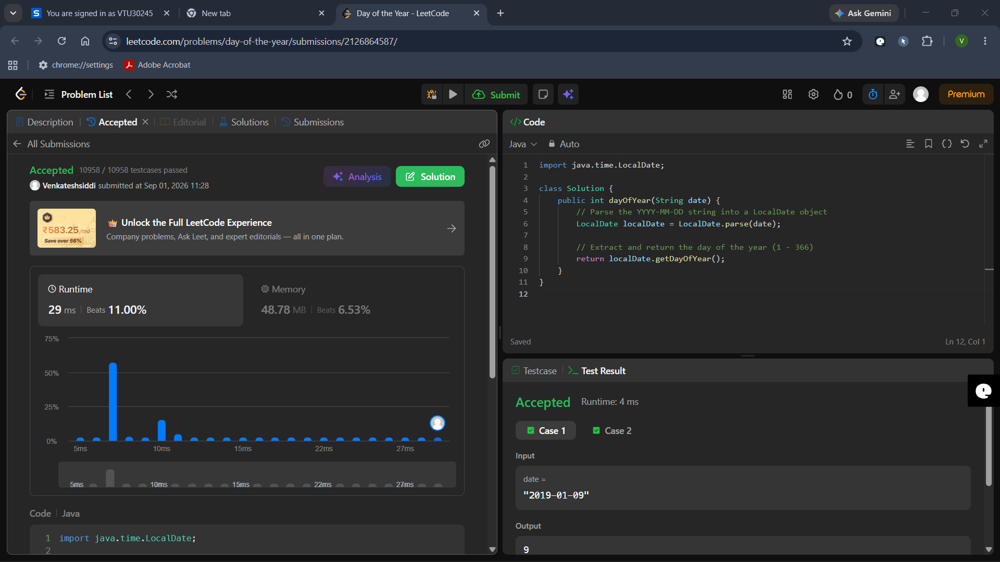 You are signed in as VTU30245
New tab
Day of the Year - LeetCode
Ask Gemini
leetcode.com/problems/day-of-the-year/submissions/2126864587/
V
chrome://settings
Adobe Acrobat
Problem List
Submit
0
Premium
Description
Accepted
Editorial
Solutions
Submissions
All Submissions
Accepted 10958 / 10958 testcases passed
Venkateshsiddi submitted at Sep 01, 2026 11:28
Analysis
Solution
₹583.25/mo
Save over 56%
Unlock the Full LeetCode Experience
Company problems, Ask Leet, and expert editorials — all in one plan.
Runtime
29 ms Beats 11.00%
Memory
48.78 MB Beats 6.53%
75%
50%
25%
0%
5ms 10ms 15ms 22ms 27ms
5ms 10ms 15ms 22ms 27ms
Code Java
1 import java.time.LocalDate;
2
</> Code
Java Auto
1 import java.time.LocalDate;
2
3 class Solution {
4 public int dayOfYear(String date) {
5 // Parse the YYYY-MM-DD string into a LocalDate object
6 LocalDate localDate = LocalDate.parse(date);
7
8 // Extract and return the day of the year (1 - 366)
9 return localDate.getDayOfYear();
10 }
11 }
12
Saved
Ln 12, Col 1
Testcase
Test Result
Accepted Runtime: 4 ms
Case 1
Case 2
Input
date =
"2019-01-09"
Output
9